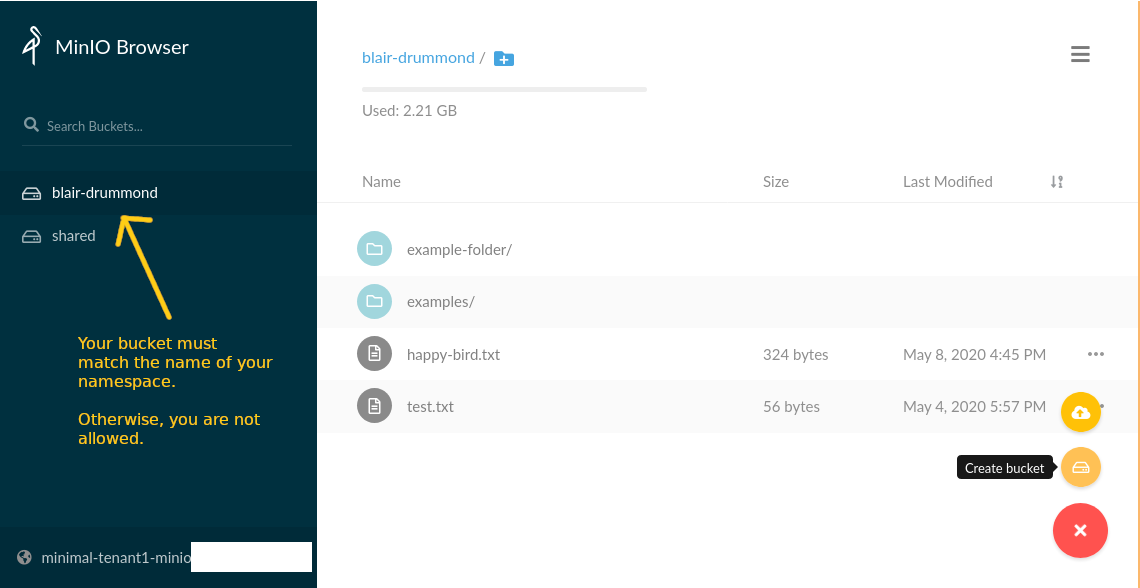 MinIO Browser
Search Buckets...
blair-drummond
shared
Your bucket must
match the name of your
namespace.
Otherwise, you are not
allowed.
minimal-tenant1-minio
blair-drummond /
Used: 2.21 GB
Name Size Last Modified
example-folder/
examples/
happy-bird.txt 324 bytes May 8, 2020 4:45 PM
test.txt 56 bytes May 4, 2020 5:57 PM
Create bucket